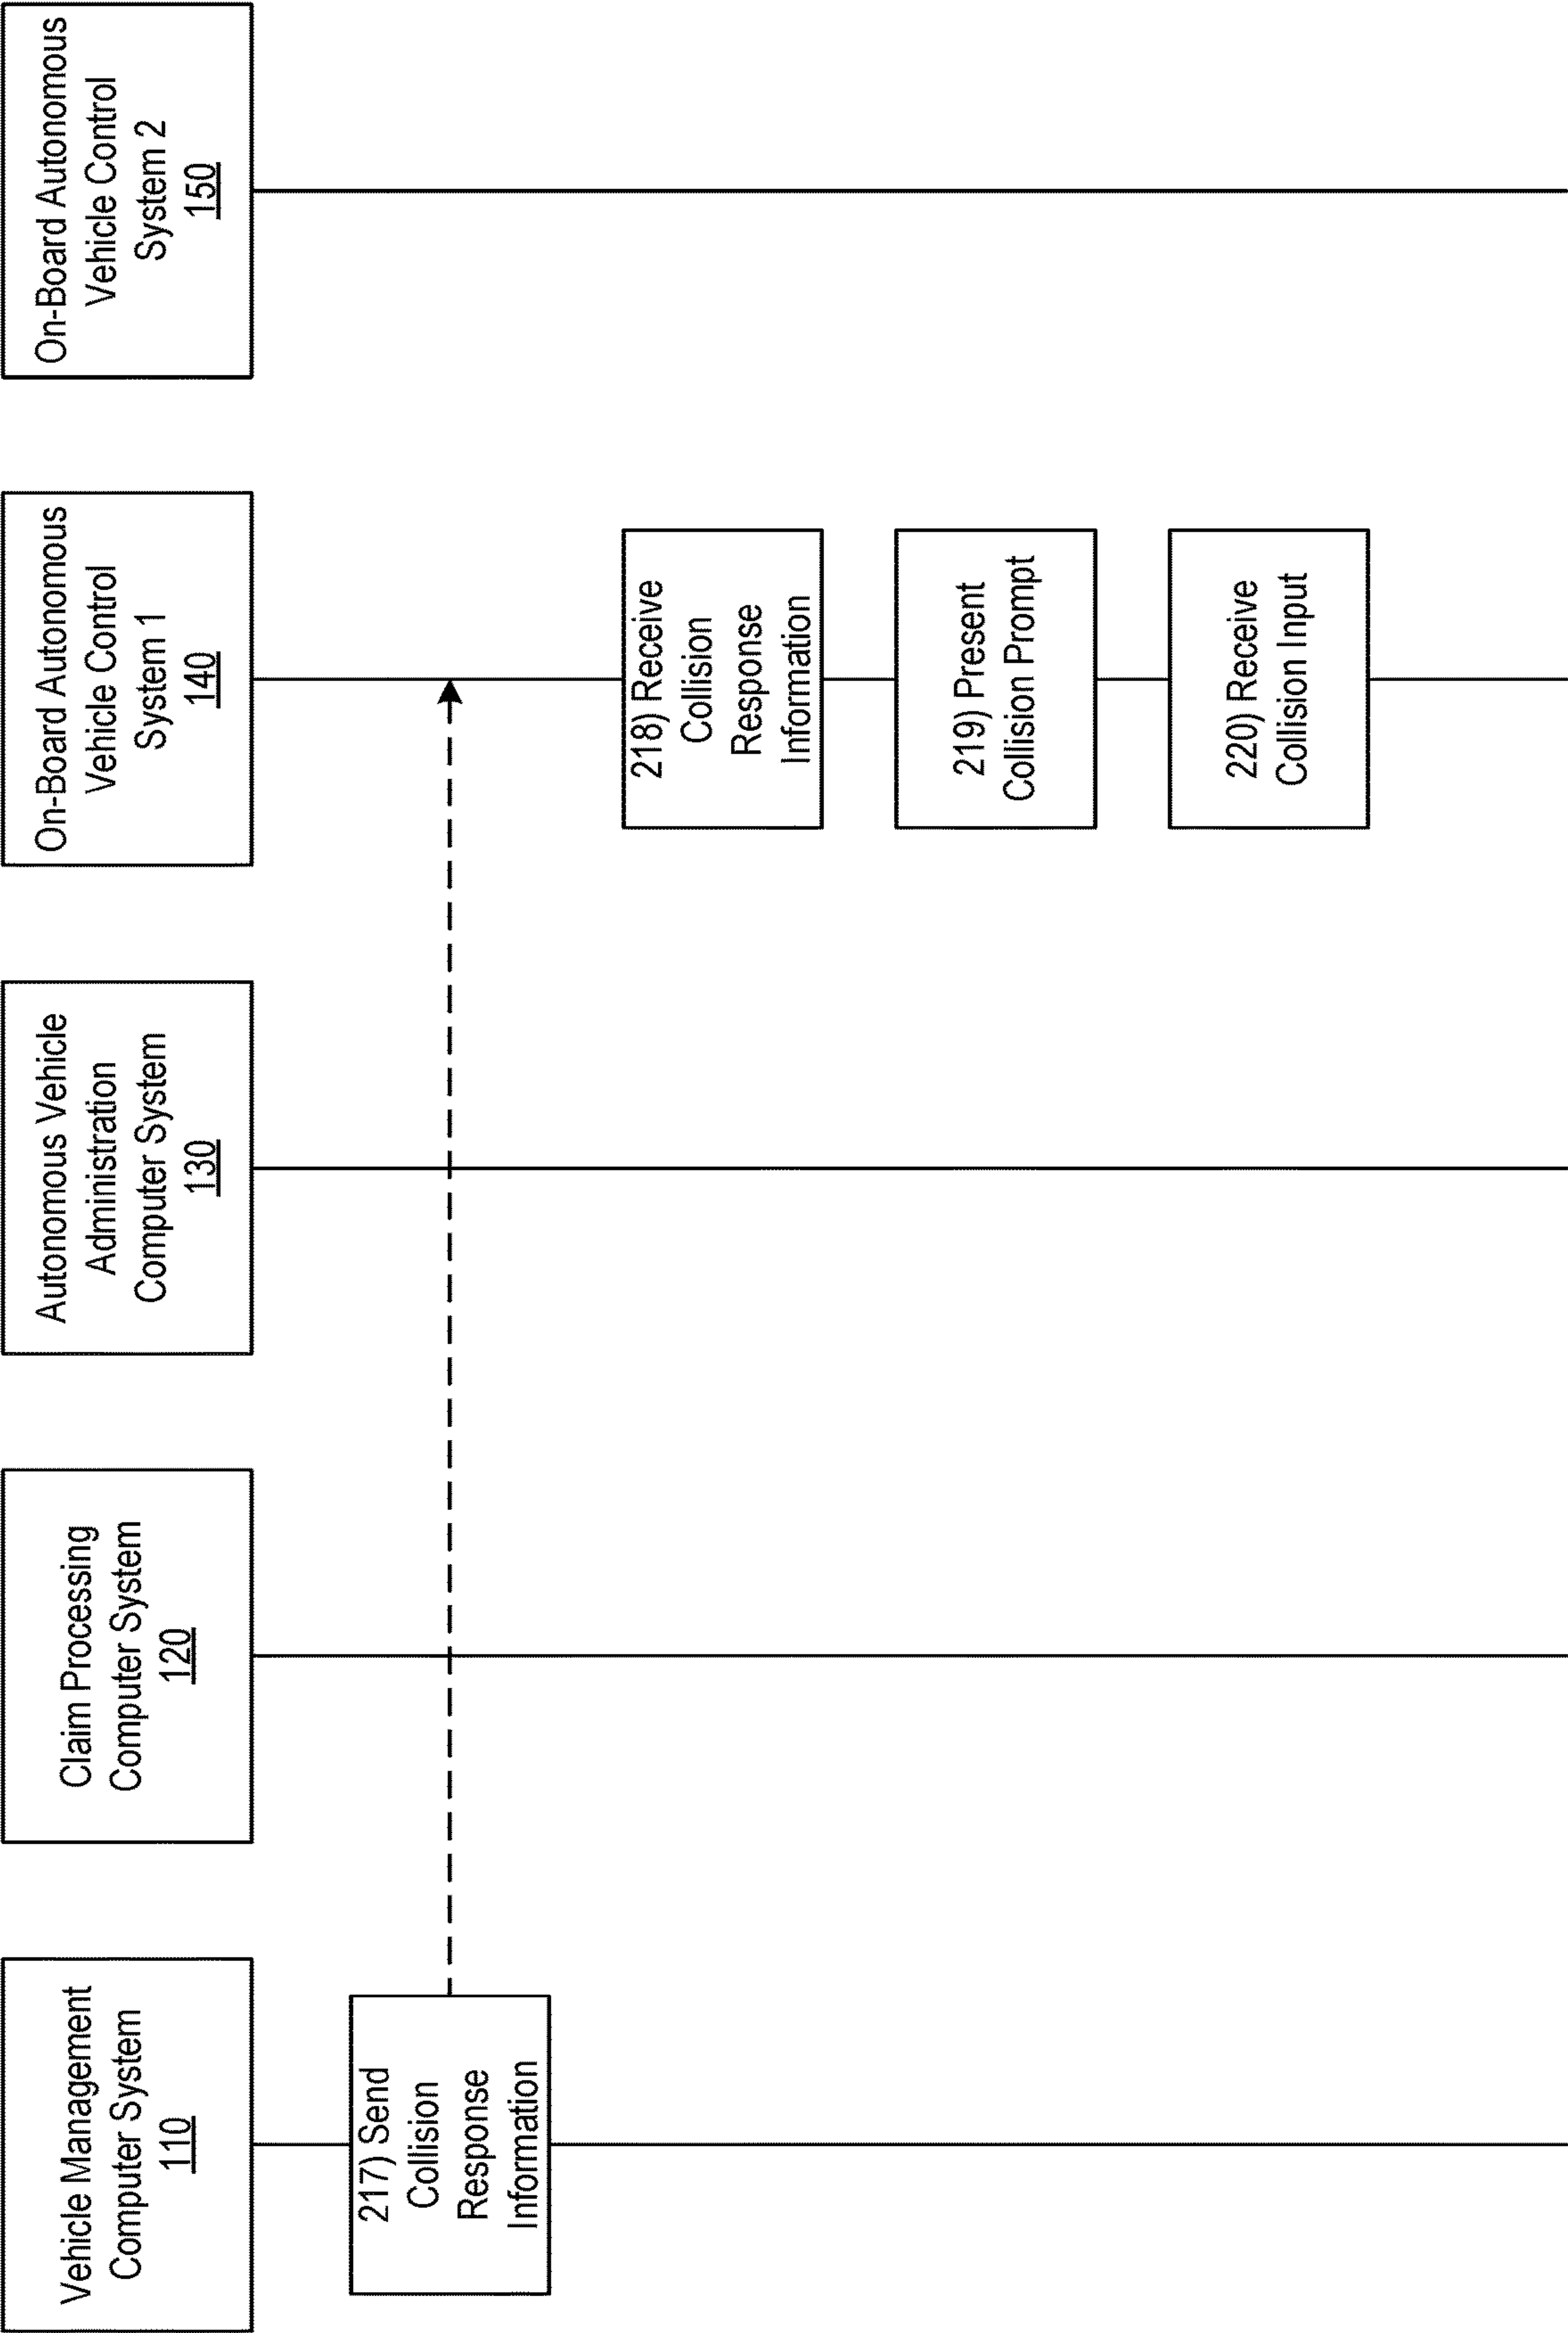 Vehicle Management
Computer System
110
Claim Processing
Computer System
120
Autonomous Vehicle
Administration
Computer System
130
On-Board Autonomous
Vehicle Control
System 1
140
On-Board Autonomous
Vehicle Control
System 2
150
217) Send
Collision
Response
Information
218) Receive
Collision
Response
Information
219) Present
Collision Prompt
220) Receive
Collision Input